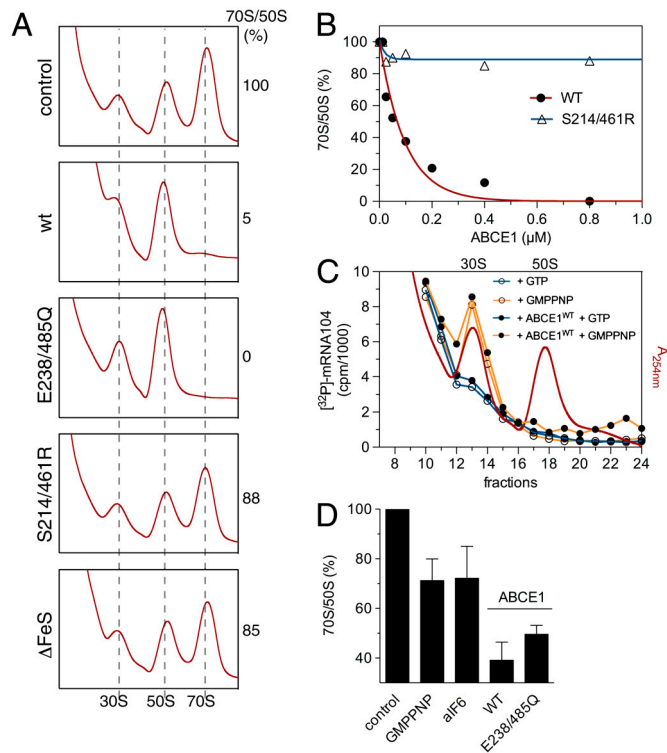 A
70S/50S
(%)
control
100
wt
5
E238/485Q
0
S214/461R
88
ΔFeS
85
30S 50S 70S
B
70S/50S (%)
100
80
60
40
20
0
WT
S214/461R
0.0 0.2 0.4 0.6 0.8 1.0
ABCE1 (µM)
C
30S 50S
[³²P]-mRNA104
(cpm/1000)
10
8
6
4
2
0
+ GTP
+ GMPPNP
+ ABCE1ᵂᵀ + GTP
+ ABCE1ᵂᵀ + GMPPNP
A₂₅₄ₙₘ
8 10 12 14 16 18 20 22 24
fractions
D
70S/50S (%)
100
80
60
40
ABCE1
control
GMPPNP
aIF6
WT
E238/485Q